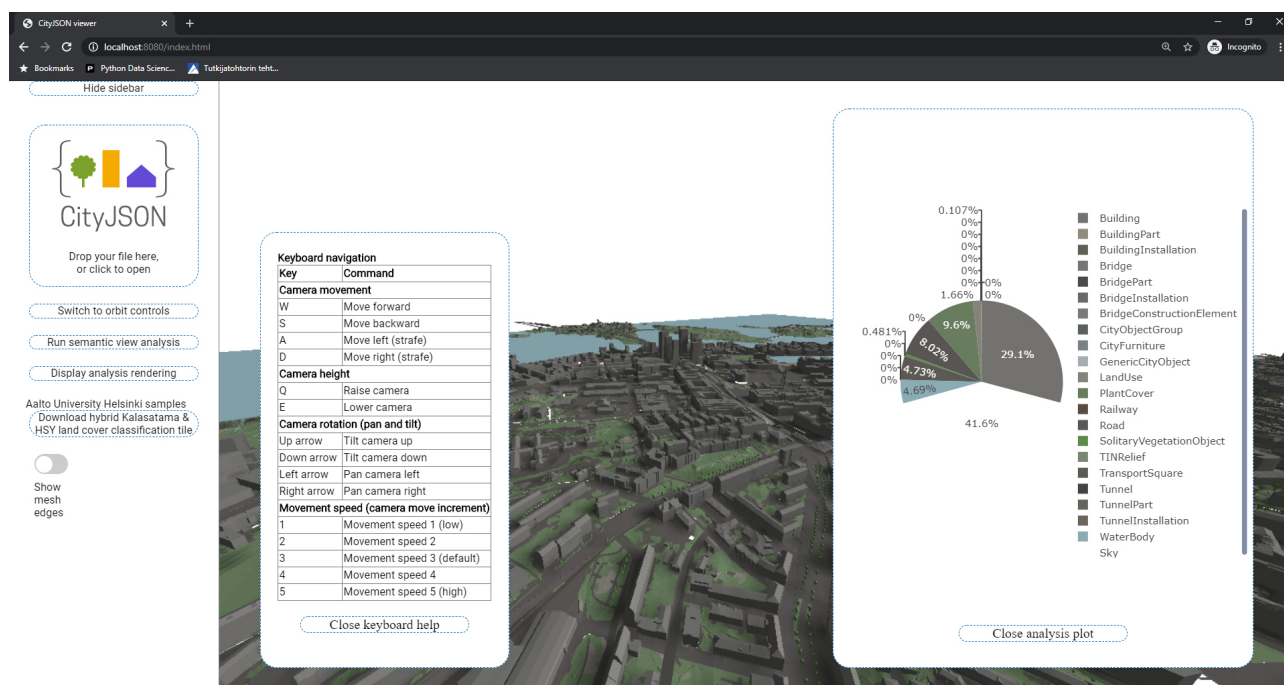 CityJSON viewer
localhost:8080/index.html
Incognito
Bookmarks
Python Data Scienc...
Tutkijatohtorin teht...
Hide sidebar
CityJSON
Drop your file here,
or click to open
Switch to orbit controls
Run semantic view analysis
Display analysis rendering
Aalto University Helsinki samples
Download hybrid Kalasatama &
HSY land cover classification tile
Show
mesh
edges
Keyboard navigation
Key Command
Camera movement
W Move forward
S Move backward
A Move left (strafe)
D Move right (strafe)
Camera height
Q Raise camera
E Lower camera
Camera rotation (pan and tilt)
Up arrow Tilt camera up
Down arrow Tilt camera down
Left arrow Pan camera left
Right arrow Pan camera right
Movement speed (camera move increment)
1 Movement speed 1 (low)
2 Movement speed 2
3 Movement speed 3 (default)
4 Movement speed 4
5 Movement speed 5 (high)
Close keyboard help
0.107%
0%
0%
0%
0%
0%
0% 0%
1.66% 0%
0% 9.6%
0.481% 8.02% 29.1%
0%
0% 4.73%
0% 4.69%
41.6%
Building
BuildingPart
BuildingInstallation
Bridge
BridgePart
BridgeInstallation
BridgeConstructionElement
CityObjectGroup
CityFurniture
GenericCityObject
LandUse
PlantCover
Railway
Road
SolitaryVegetationObject
TINRelief
TransportSquare
Tunnel
TunnelPart
TunnelInstallation
WaterBody
Sky
Close analysis plot